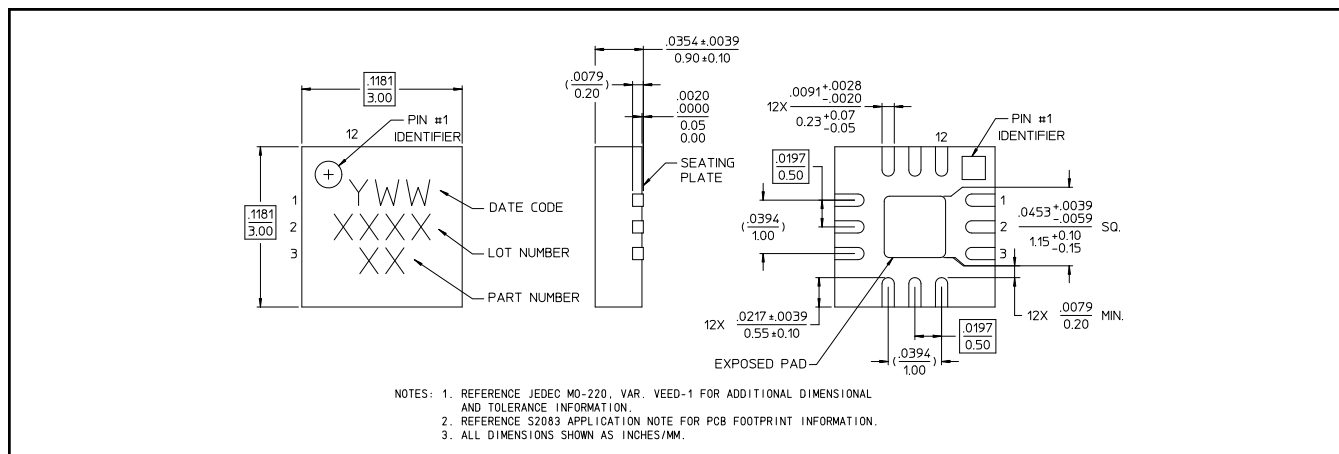 .1181
3.00
12
PIN #1
IDENTIFIER
YWW
XXXX
XX
1
2
3
.1181
3.00
DATE CODE
LOT NUMBER
PART NUMBER
.0354±.0039
0.90±0.10
(.0079
0.20)
.0020
.0000
0.05
0.00
SEATING
PLATE
12X .0091 +.0028
-.0020
0.23 +0.07
-0.05
12
PIN #1
IDENTIFIER
.0197
0.50
(.0394
1.00)
1
2
3
.0453 +.0039
-.0059
1.15 +0.10
-0.15
SQ.
12X .0217±.0039
0.55±0.10
EXPOSED PAD
(.0394
1.00)
.0197
0.50
12X .0079
0.20 MIN.
NOTES: 1. REFERENCE JEDEC MO-220, VAR. VEED-1 FOR ADDITIONAL DIMENSIONAL
AND TOLERANCE INFORMATION.
2. REFERENCE S2083 APPLICATION NOTE FOR PCB FOOTPRINT INFORMATION.
3. ALL DIMENSIONS SHOWN AS INCHES/MM.